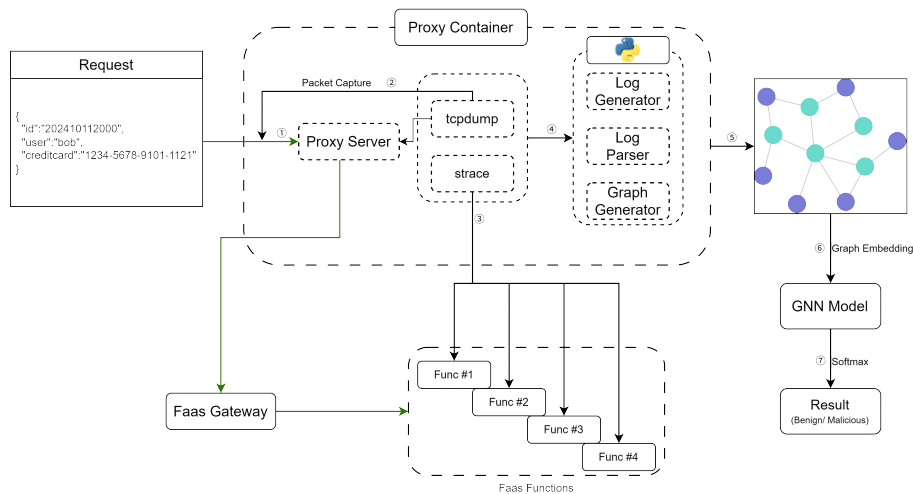 Proxy Container
Request
{
"id":"202410112000",
"user":"bob",
"creditcard":"1234-5678-9101-1121"
}
①
Packet Capture ②
Proxy Server
tcpdump
strace
③
④
Log
Generator
Log
Parser
Graph
Generator
⑤
⑥ Graph Embedding
GNN Model
⑦ Softmax
Result
(Benign/ Malicious)
Faas Gateway
Func #1
Func #2
Func #3
Func #4
Faas Functions